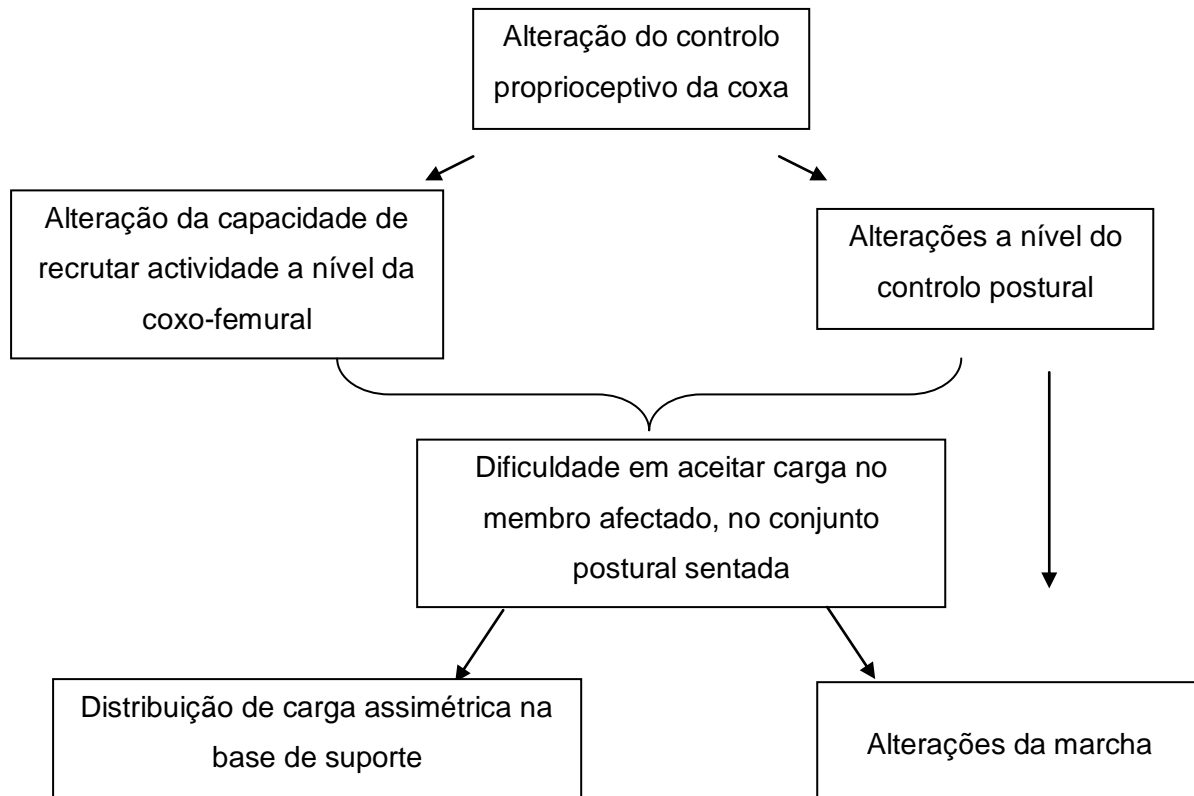 Alteração do controlo
proprioceptivo da coxa
Alteração da capacidade de
recrutar actividade a nível da
coxo-femural
Alterações a nível do
controlo postural
Dificuldade em aceitar carga no
membro afectado, no conjunto
postural sentada
Distribuição de carga assimétrica na
base de suporte
Alterações da marcha